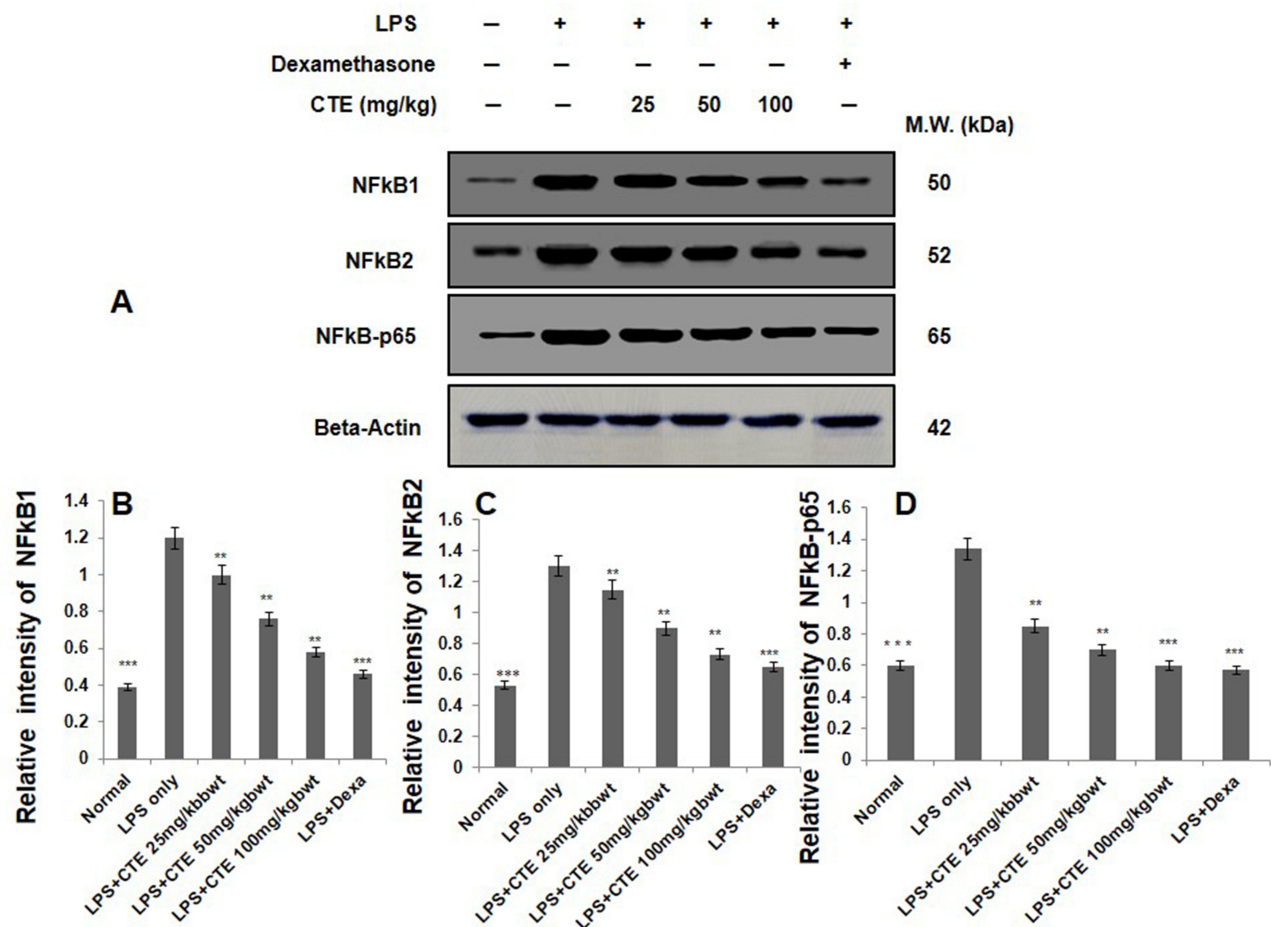 LPS – + + + + +
Dexamethasone – – – – – +
CTE (mg/kg) – – 25 50 100 –
M.W. (kDa)
NFkB1 50
NFkB2 52
A
NFkB-p65 65
Beta-Actin 42
B
Relative intensity of NFkB1
1.4
1.2
1
0.8
0.6
0.4
0.2
0
***
**
**
**
***
Normal
LPS only
LPS+CTE 25mg/kbbwt
LPS+CTE 50mg/kgbwt
LPS+CTE 100mg/kgbwt
LPS+Dexa
C
Relative intensity of NFkB2
1.6
1.4
1.2
1
0.8
0.6
0.4
0.2
0
***
**
**
**
***
Normal
LPS only
LPS+CTE 25mg/kbbwt
LPS+CTE 50mg/kgbwt
LPS+CTE 100mg/kgbwt
LPS+Dexa
D
Relative intensity of NFkB-p65
1.6
1.4
1.2
1
0.8
0.6
0.4
0.2
0
***
**
**
***
***
Normal
LPS only
LPS+CTE 25mg/kbbwt
LPS+CTE 50mg/kgbwt
LPS+CTE 100mg/kgbwt
LPS+Dexa